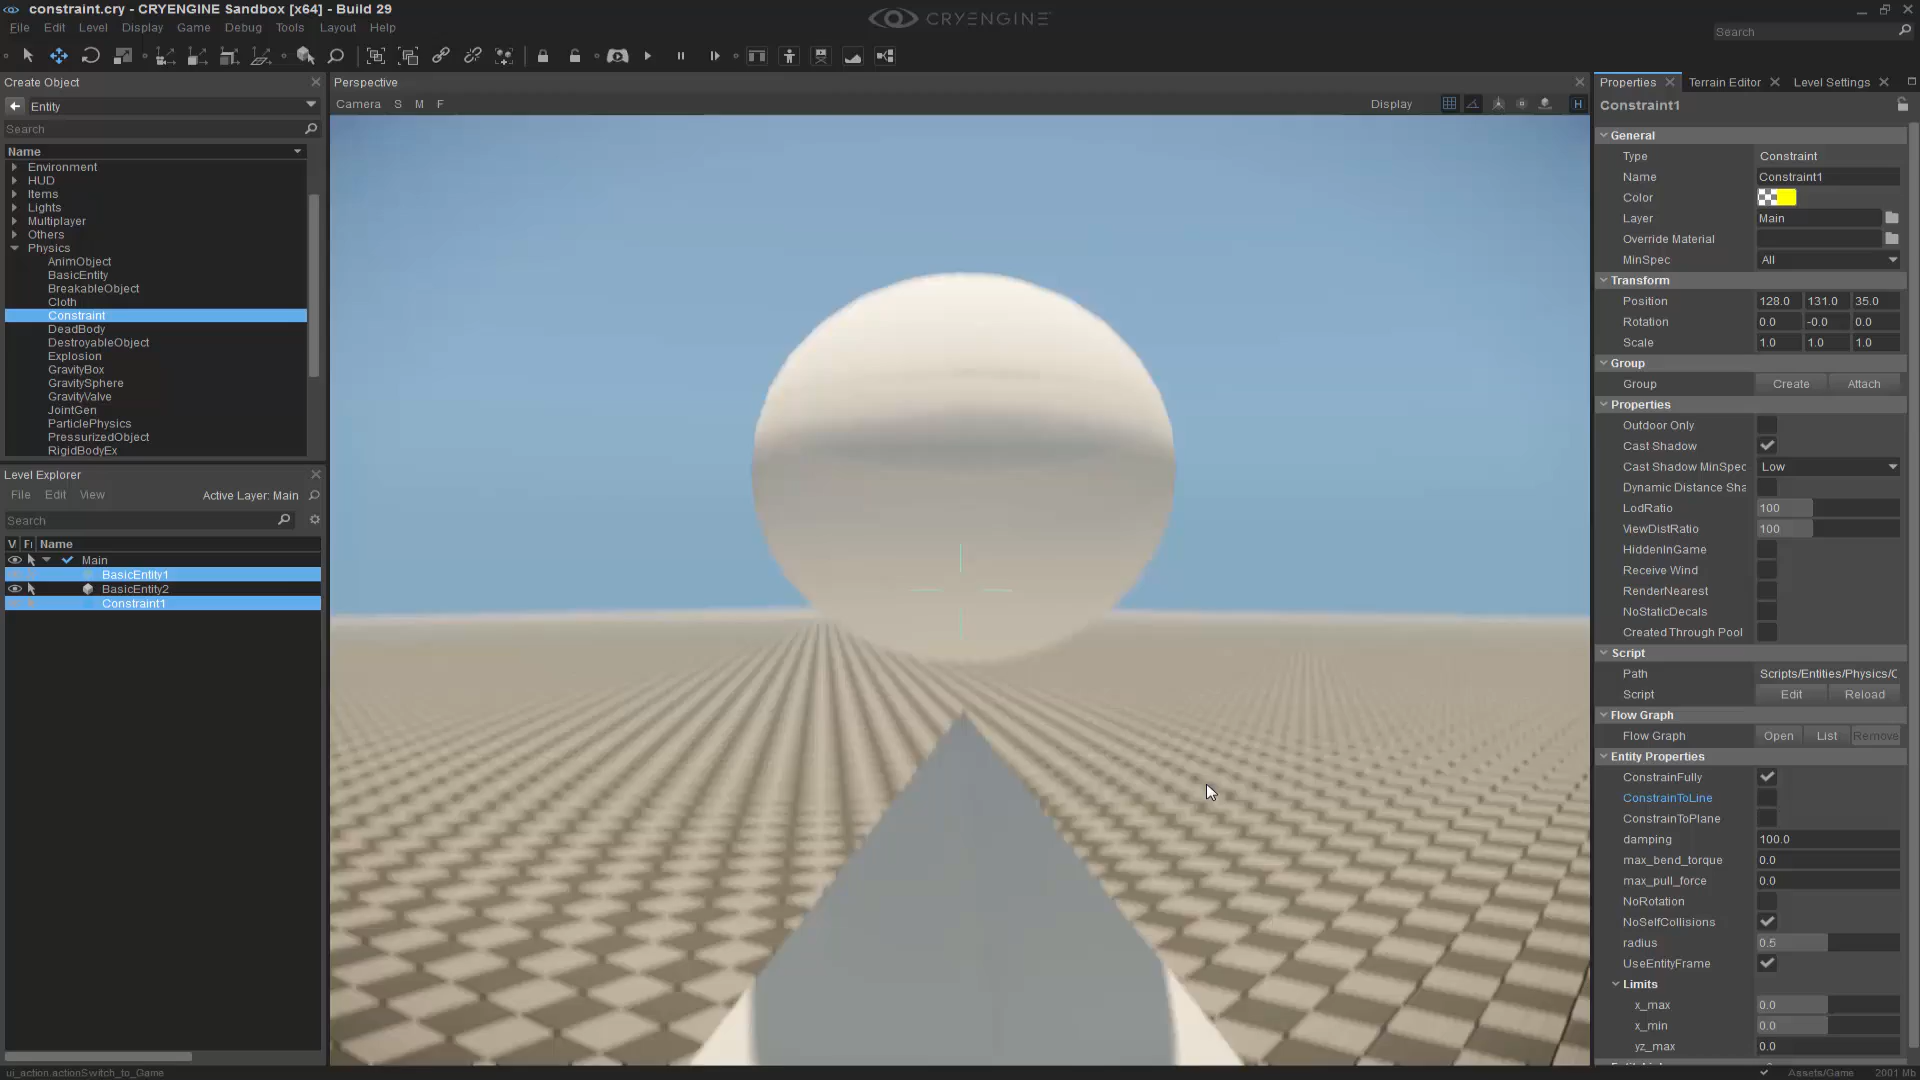 constraint.cry - CRYENGINE Sandbox [x64] - Build 29
CRYENGINE
File Edit Level Display Game Debug Tools Layout Help
Search
Create Object
Entity
Search
Name
Environment
HUD
Items
Lights
Multiplayer
Others
Physics
AnimObject
BasicEntity
BreakableObject
Cloth
Constraint
DeadBody
DestroyableObject
Explosion
GravityBox
GravitySphere
GravityValve
JointGen
ParticlePhysics
PressurizedObject
RigidBodyEx
Level Explorer
File Edit View Active Layer: Main
Search
V Fi Name
Main
BasicEntity1
BasicEntity2
Constraint1
Perspective
Camera S M F Display H
Properties Terrain Editor Level Settings
Constraint1
General
Type Constraint
Name Constraint1
Color
Layer Main
Override Material
MinSpec All
Transform
Position 128.0 131.0 35.0
Rotation 0.0 -0.0 0.0
Scale 1.0 1.0 1.0
Group
Group Create Attach
Properties
Outdoor Only
Cast Shadow
Cast Shadow MinSpec Low
Dynamic Distance Sha
LodRatio 100
ViewDistRatio 100
HiddenInGame
Receive Wind
RenderNearest
NoStaticDecals
Created Through Pool
Script
Path Scripts/Entities/Physics/C
Script Edit Reload
Flow Graph
Flow Graph Open List Remove
Entity Properties
ConstrainFully
ConstrainToLine
ConstrainToPlane
damping 100.0
max_bend_torque 0.0
max_pull_force 0.0
NoRotation
NoSelfCollisions
radius 0.5
UseEntityFrame
Limits
x_max 0.0
x_min 0.0
yz_max 0.0
ui_action.actionSwitch_to_Game
Assets/Game 2001 Mb